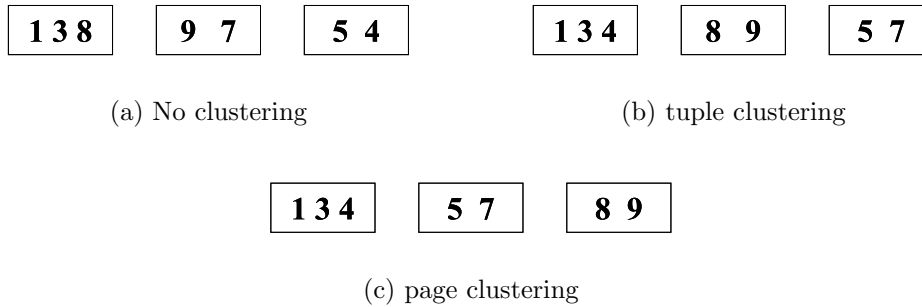 1 3 8 9 7 5 4 1 3 4 8 9 5 7
(a) No clustering (b) tuple clustering
1 3 4 5 7 8 9
(c) page clustering